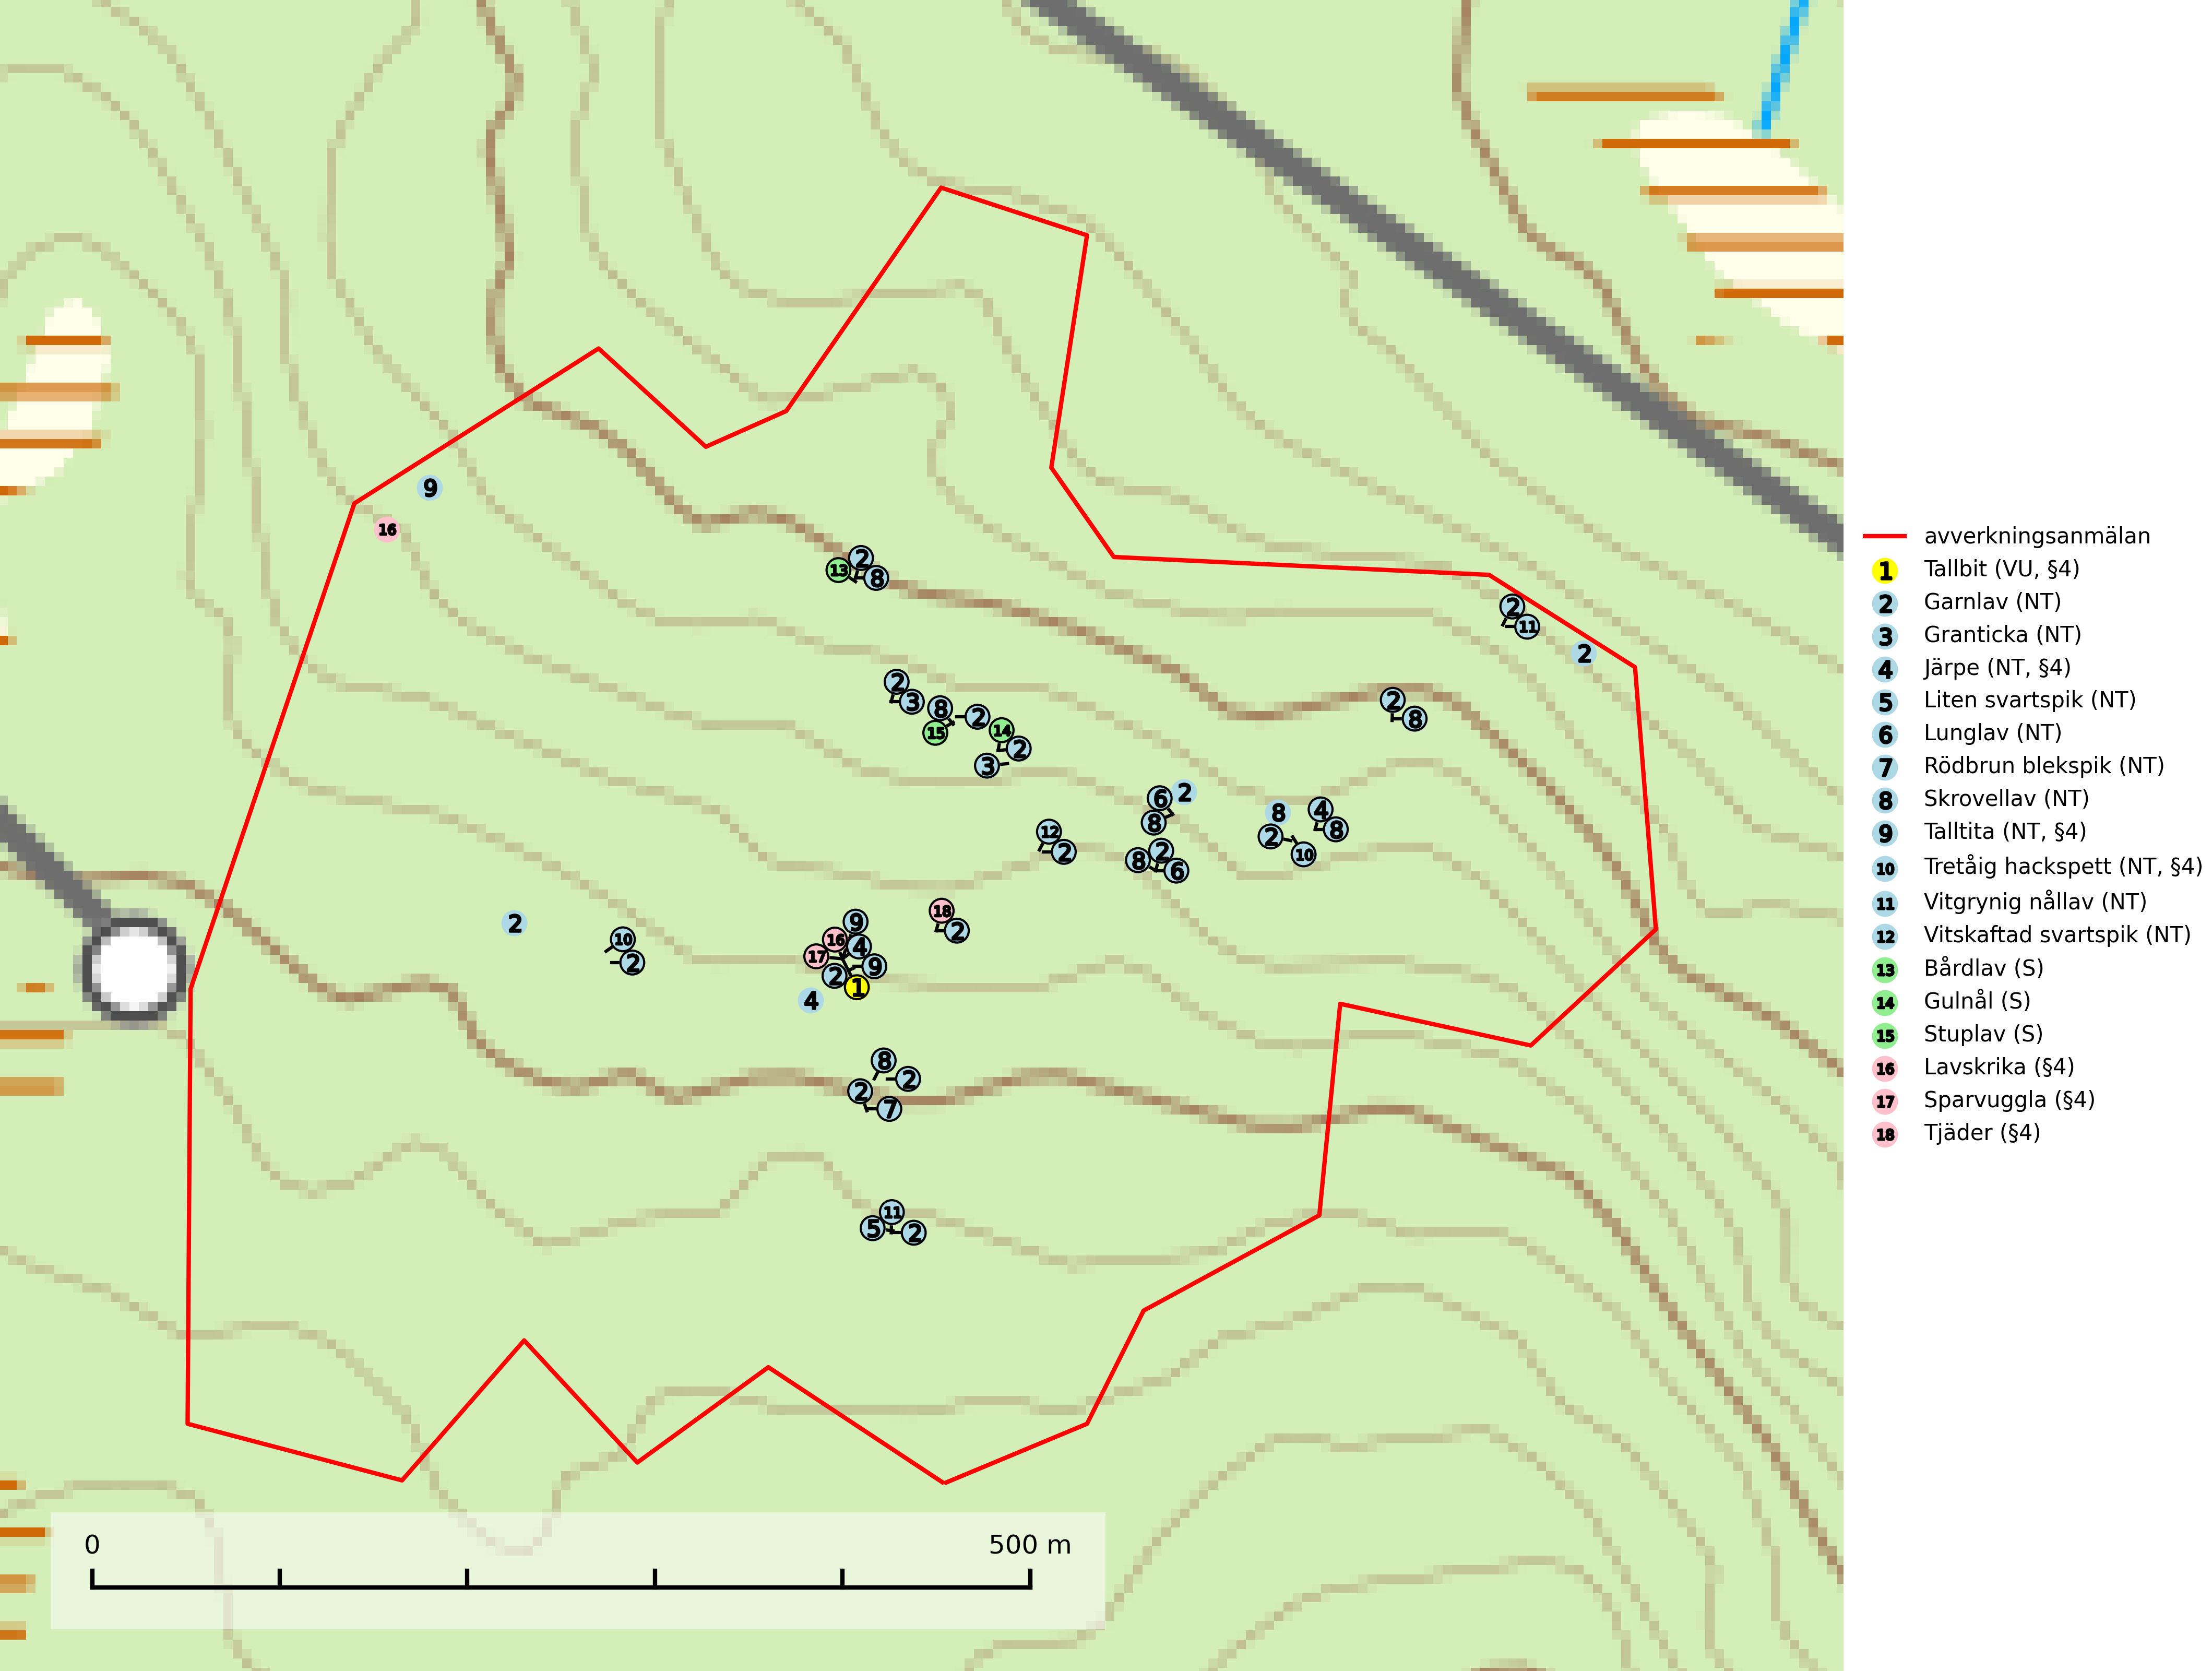 9
16
2
13
8
2
11
2
2
3
8
2
15
14
2
3
2
8
6
2
8
8
4
2
8
10
12
2
2
8
6
18
2
2
10
2
9
16
4
17
9
2
1
4
8
2
2
7
11
5
2
0 500 m
avverkningsanmälan
1 Tallbit (VU, §4)
2 Garnlav (NT)
3 Granticka (NT)
4 Järpe (NT, §4)
5 Liten svartspik (NT)
6 Lunglav (NT)
7 Rödbrun blekspik (NT)
8 Skrovellav (NT)
9 Talltita (NT, §4)
10 Tretåig hackspett (NT, §4)
11 Vitgrynig nållav (NT)
12 Vitskaftad svartspik (NT)
13 Bårdlav (S)
14 Gulnål (S)
15 Stuplav (S)
16 Lavskrika (§4)
17 Sparvuggla (§4)
18 Tjäder (§4)